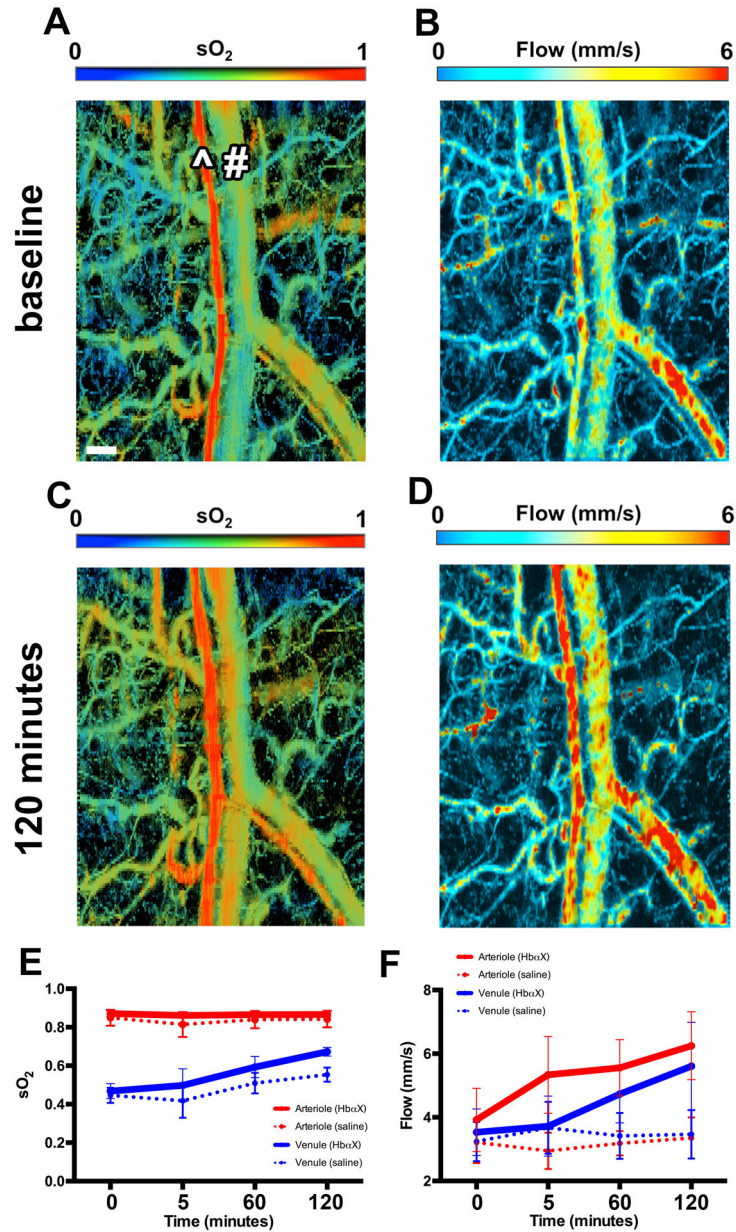 A
sO2
0 1
B
Flow (mm/s)
0 6
baseline
^ #
C
sO2
0 1
D
Flow (mm/s)
0 6
120 minutes
E
1.0
0.8
0.6
0.4
0.2
0.0
sO2
Arteriole (HbαX)
Arteriole (saline)
Venule (HbαX)
Venule (saline)
0 5 60 120
Time (minutes)
F
Arteriole (HbαX)
Arteriole (saline)
Venule (HbαX)
Venule (saline)
8
6
4
2
Flow (mm/s)
0 5 60 120
Time (minutes)